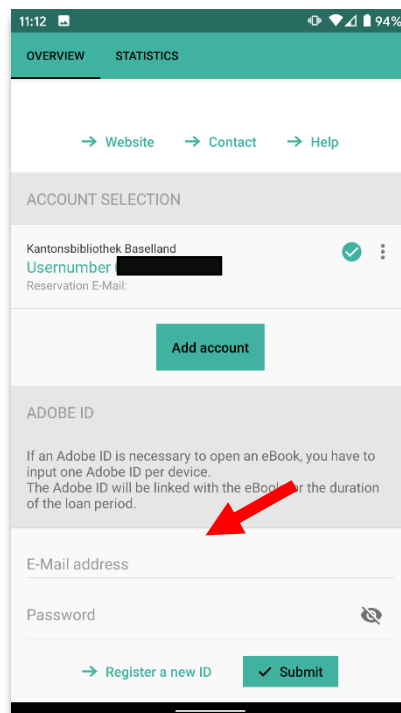 11:12 94%
OVERVIEW STATISTICS
Website Contact Help
ACCOUNT SELECTION
Kantonsbibliothek Baselland
Usernumber
Reservation E-Mail:
Add account
ADOBE ID
If an Adobe ID is necessary to open an eBook, you have to
input one Adobe ID per device.
The Adobe ID will be linked with the eBook for the duration
of the loan period.
E-Mail address
Password
Register a new ID Submit